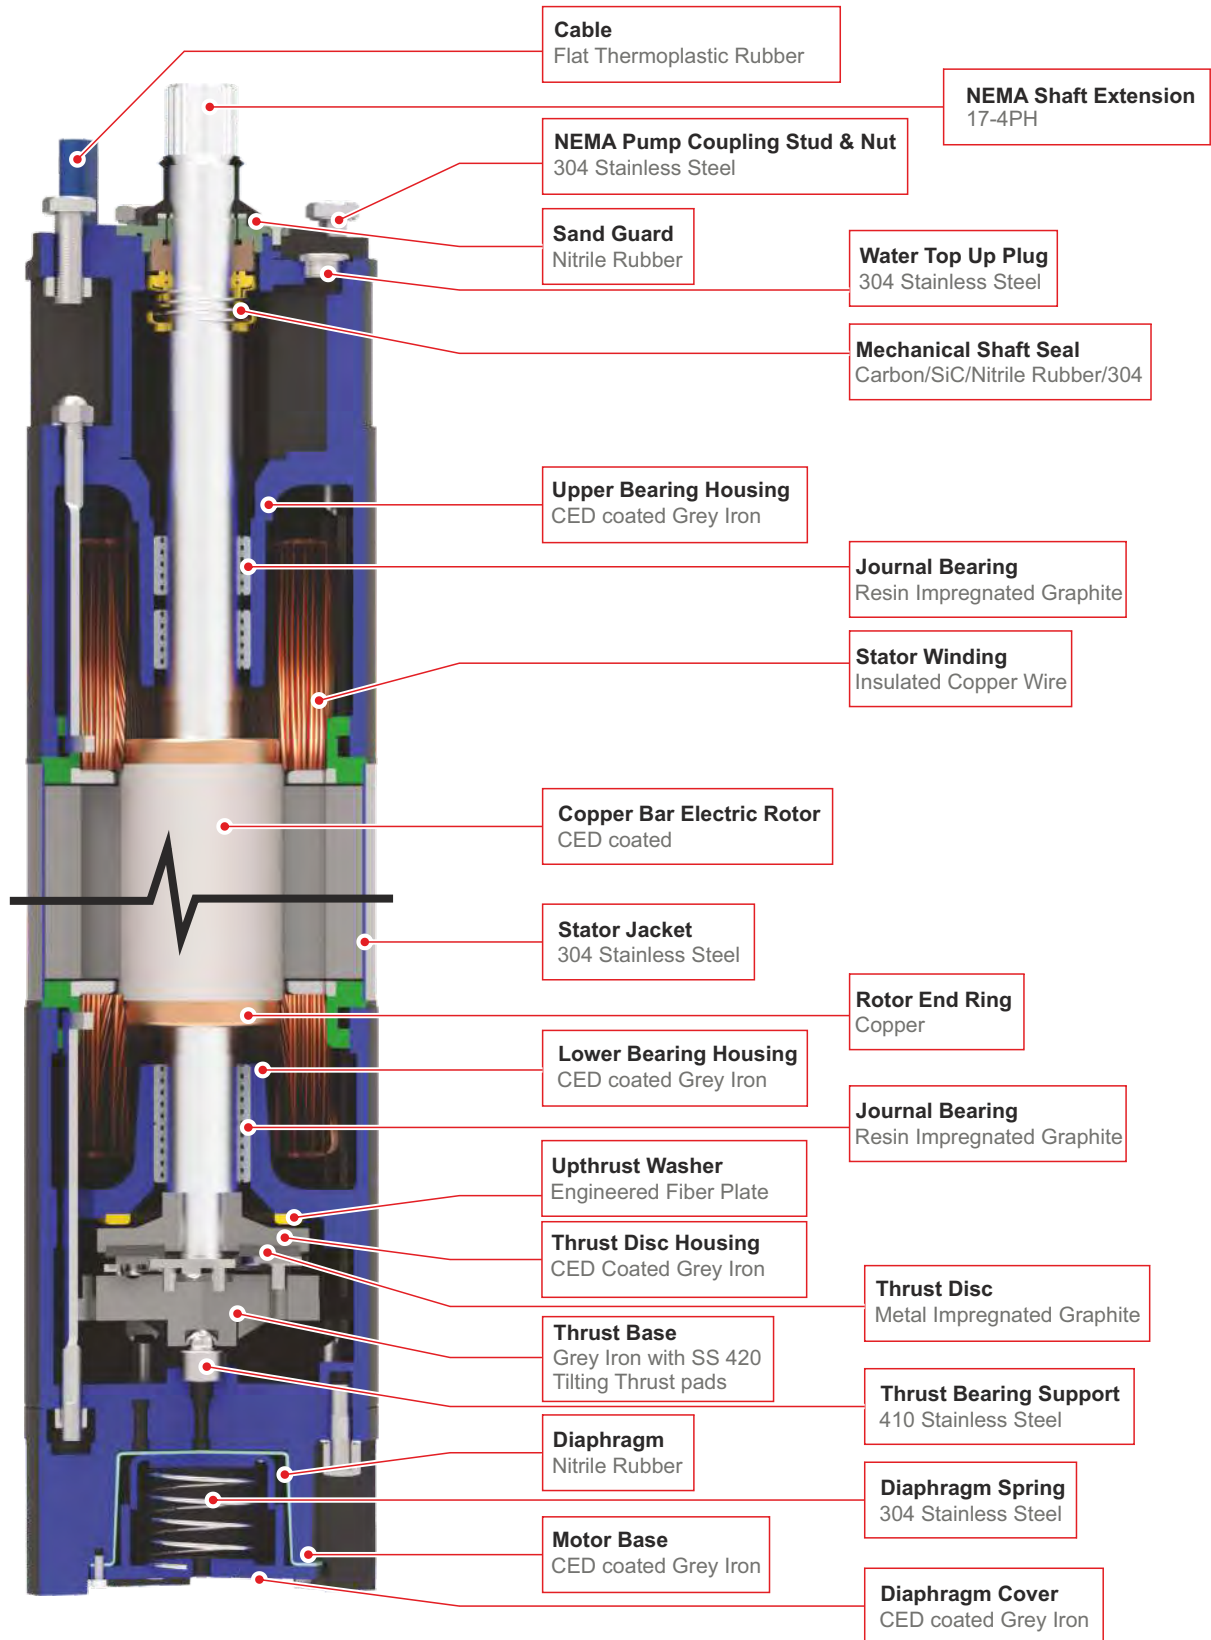 Cable
Flat Thermoplastic Rubber
NEMA Shaft Extension
17-4PH
NEMA Pump Coupling Stud & Nut
304 Stainless Steel
Sand Guard
Nitrile Rubber
Water Top Up Plug
304 Stainless Steel
Mechanical Shaft Seal
Carbon/SiC/Nitrile Rubber/304
Upper Bearing Housing
CED coated Grey Iron
Journal Bearing
Resin Impregnated Graphite
Stator Winding
Insulated Copper Wire
Copper Bar Electric Rotor
CED coated
Stator Jacket
304 Stainless Steel
Rotor End Ring
Copper
Lower Bearing Housing
CED coated Grey Iron
Journal Bearing
Resin Impregnated Graphite
Upthrust Washer
Engineered Fiber Plate
Thrust Disc Housing
CED Coated Grey Iron
Thrust Disc
Metal Impregnated Graphite
Thrust Base
Grey Iron with SS 420
Tilting Thrust pads
Thrust Bearing Support
410 Stainless Steel
Diaphragm
Nitrile Rubber
Diaphragm Spring
304 Stainless Steel
Motor Base
CED coated Grey Iron
Diaphragm Cover
CED coated Grey Iron